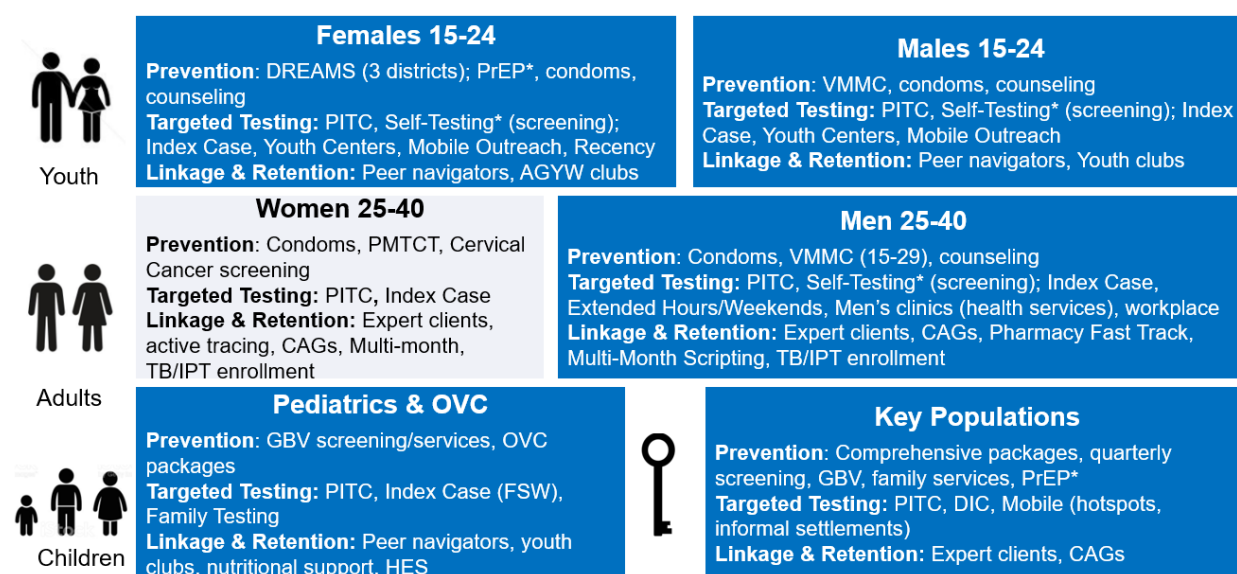 Females 15-24
Prevention: DREAMS (3 districts); PrEP*, condoms,
counseling
Targeted Testing: PITC, Self-Testing* (screening);
Index Case, Youth Centers, Mobile Outreach, Recency
Linkage & Retention: Peer navigators, AGYW clubs
Males 15-24
Prevention: VMMC, condoms, counseling
Targeted Testing: PITC, Self-Testing* (screening); Index
Case, Youth Centers, Mobile Outreach
Linkage & Retention: Peer navigators, Youth clubs
Youth
Women 25-40
Prevention: Condoms, PMTCT, Cervical
Cancer screening
Targeted Testing: PITC, Index Case
Linkage & Retention: Expert clients,
active tracing, CAGs, Multi-month,
TB/IPT enrollment
Men 25-40
Prevention: Condoms, VMMC (15-29), counseling
Targeted Testing: PITC, Self-Testing* (screening); Index Case,
Extended Hours/Weekends, Men's clinics (health services), workplace
Linkage & Retention: Expert clients, CAGs, Pharmacy Fast Track,
Multi-Month Scripting, TB/IPT enrollment
Adults
Pediatrics & OVC
Prevention: GBV screening/services, OVC
packages
Targeted Testing: PITC, Index Case (FSW),
Family Testing
Linkage & Retention: Peer navigators, youth
clubs, nutritional support, HES
Key Populations
Prevention: Comprehensive packages, quarterly
screening, GBV, family services, PrEP*
Targeted Testing: PITC, DIC, Mobile (hotspots,
informal settlements)
Linkage & Retention: Expert clients, CAGs
Children